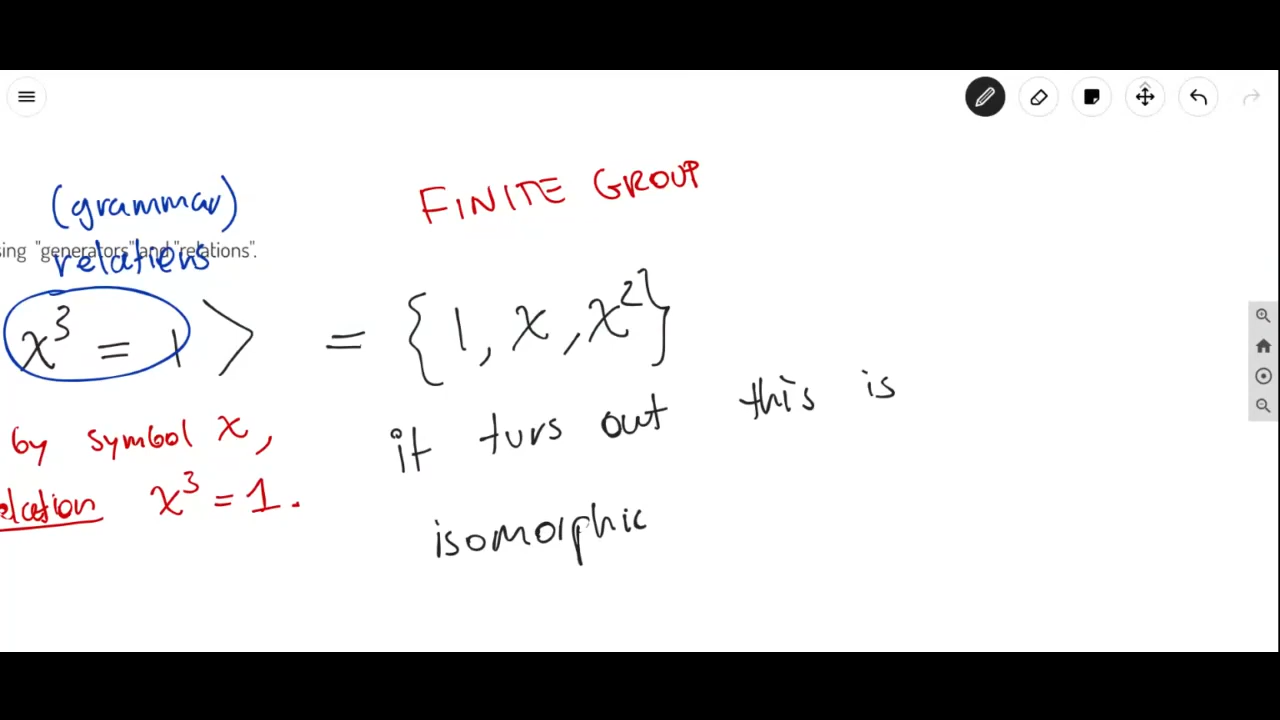 FINITE GROUP
(grammar)
sing "generators" and "relations".
relations
x³ = 1 > = {1, x, x²}
it turs out this is
by symbol x,
elation x³ = 1.
isomorphic